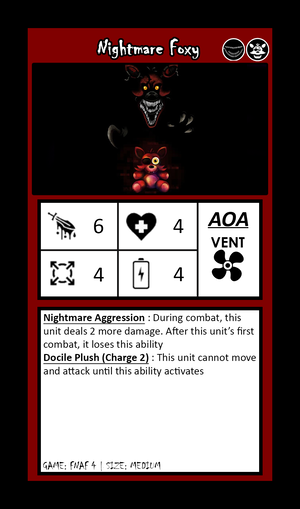 Nightmare Foxy
6
4
AOA
VENT
4
4
Nightmare Aggression : During combat, this
unit deals 2 more damage. After this unit's first
combat, it loses this ability
Docile Plush (Charge 2) : This unit cannot move
and attack until this ability activates
GAME: FNAF 4 | SIZE: MEDIUM